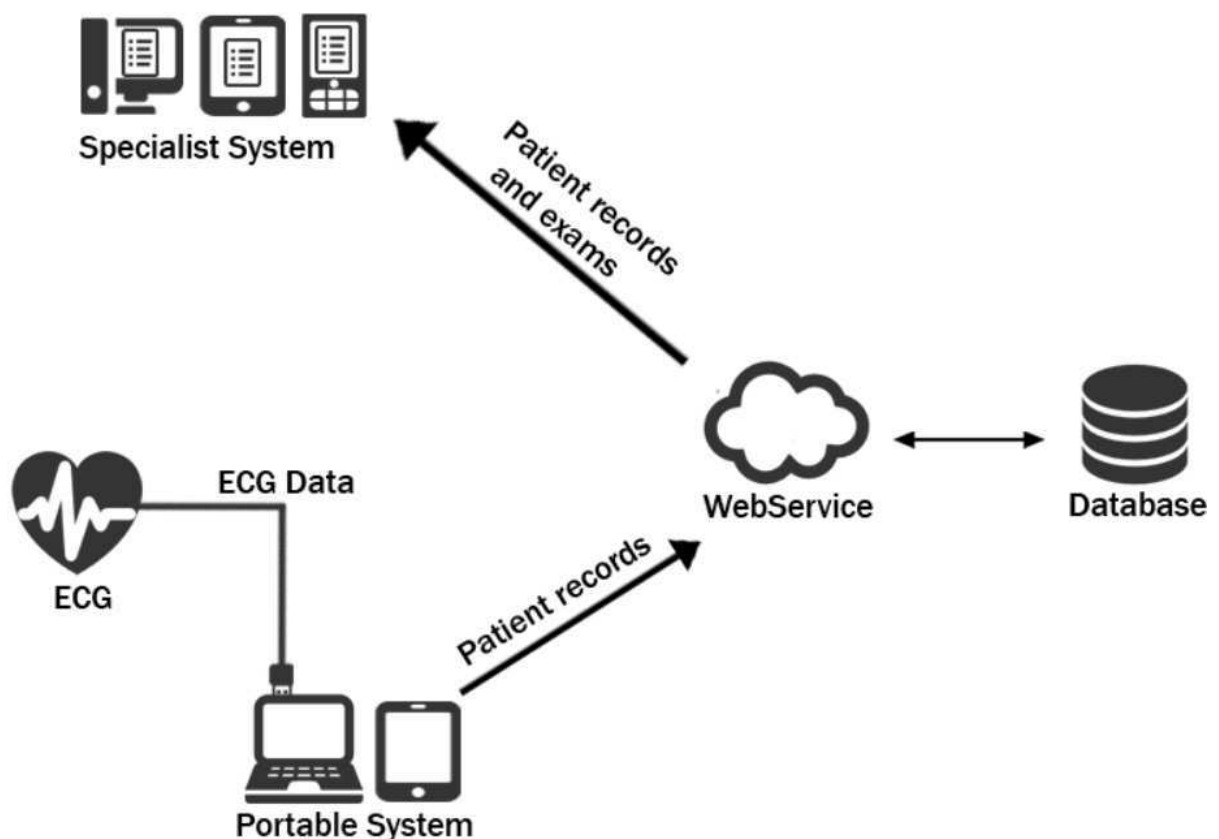 Specialist System
Patient records
and exams
WebService
Database
ECG Data
ECG
Patient records
Portable System